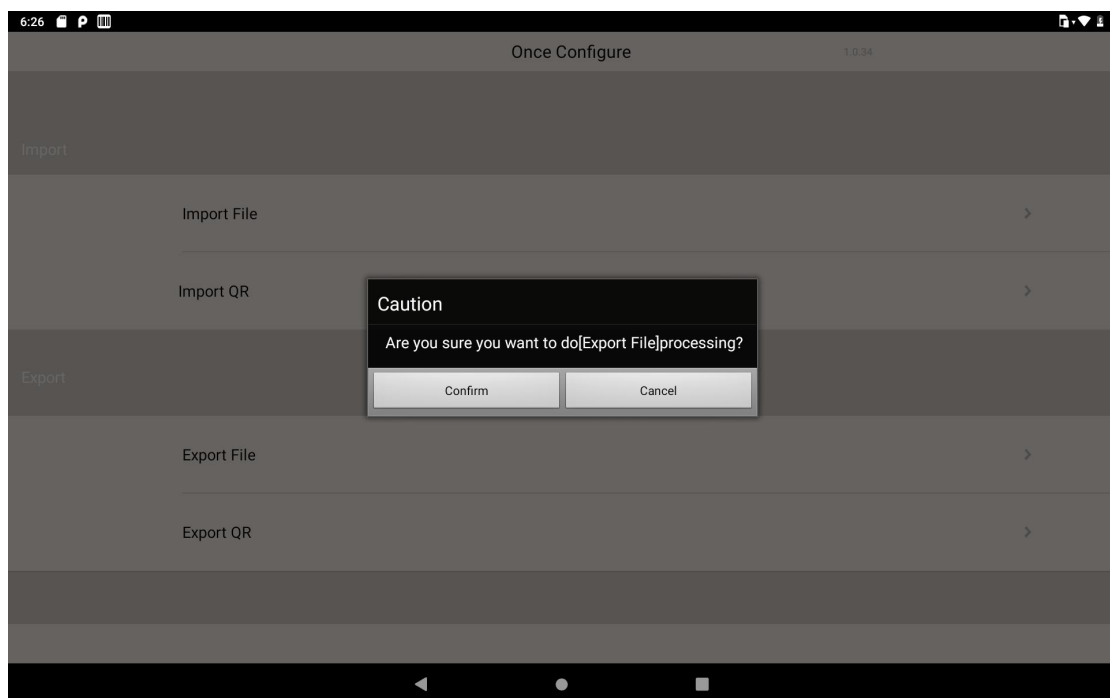 6:26
Once Configure
1.0.34
Import
Import File
Import QR
Caution
Are you sure you want to do[Export File]processing?
Confirm
Cancel
Export
Export File
Export QR